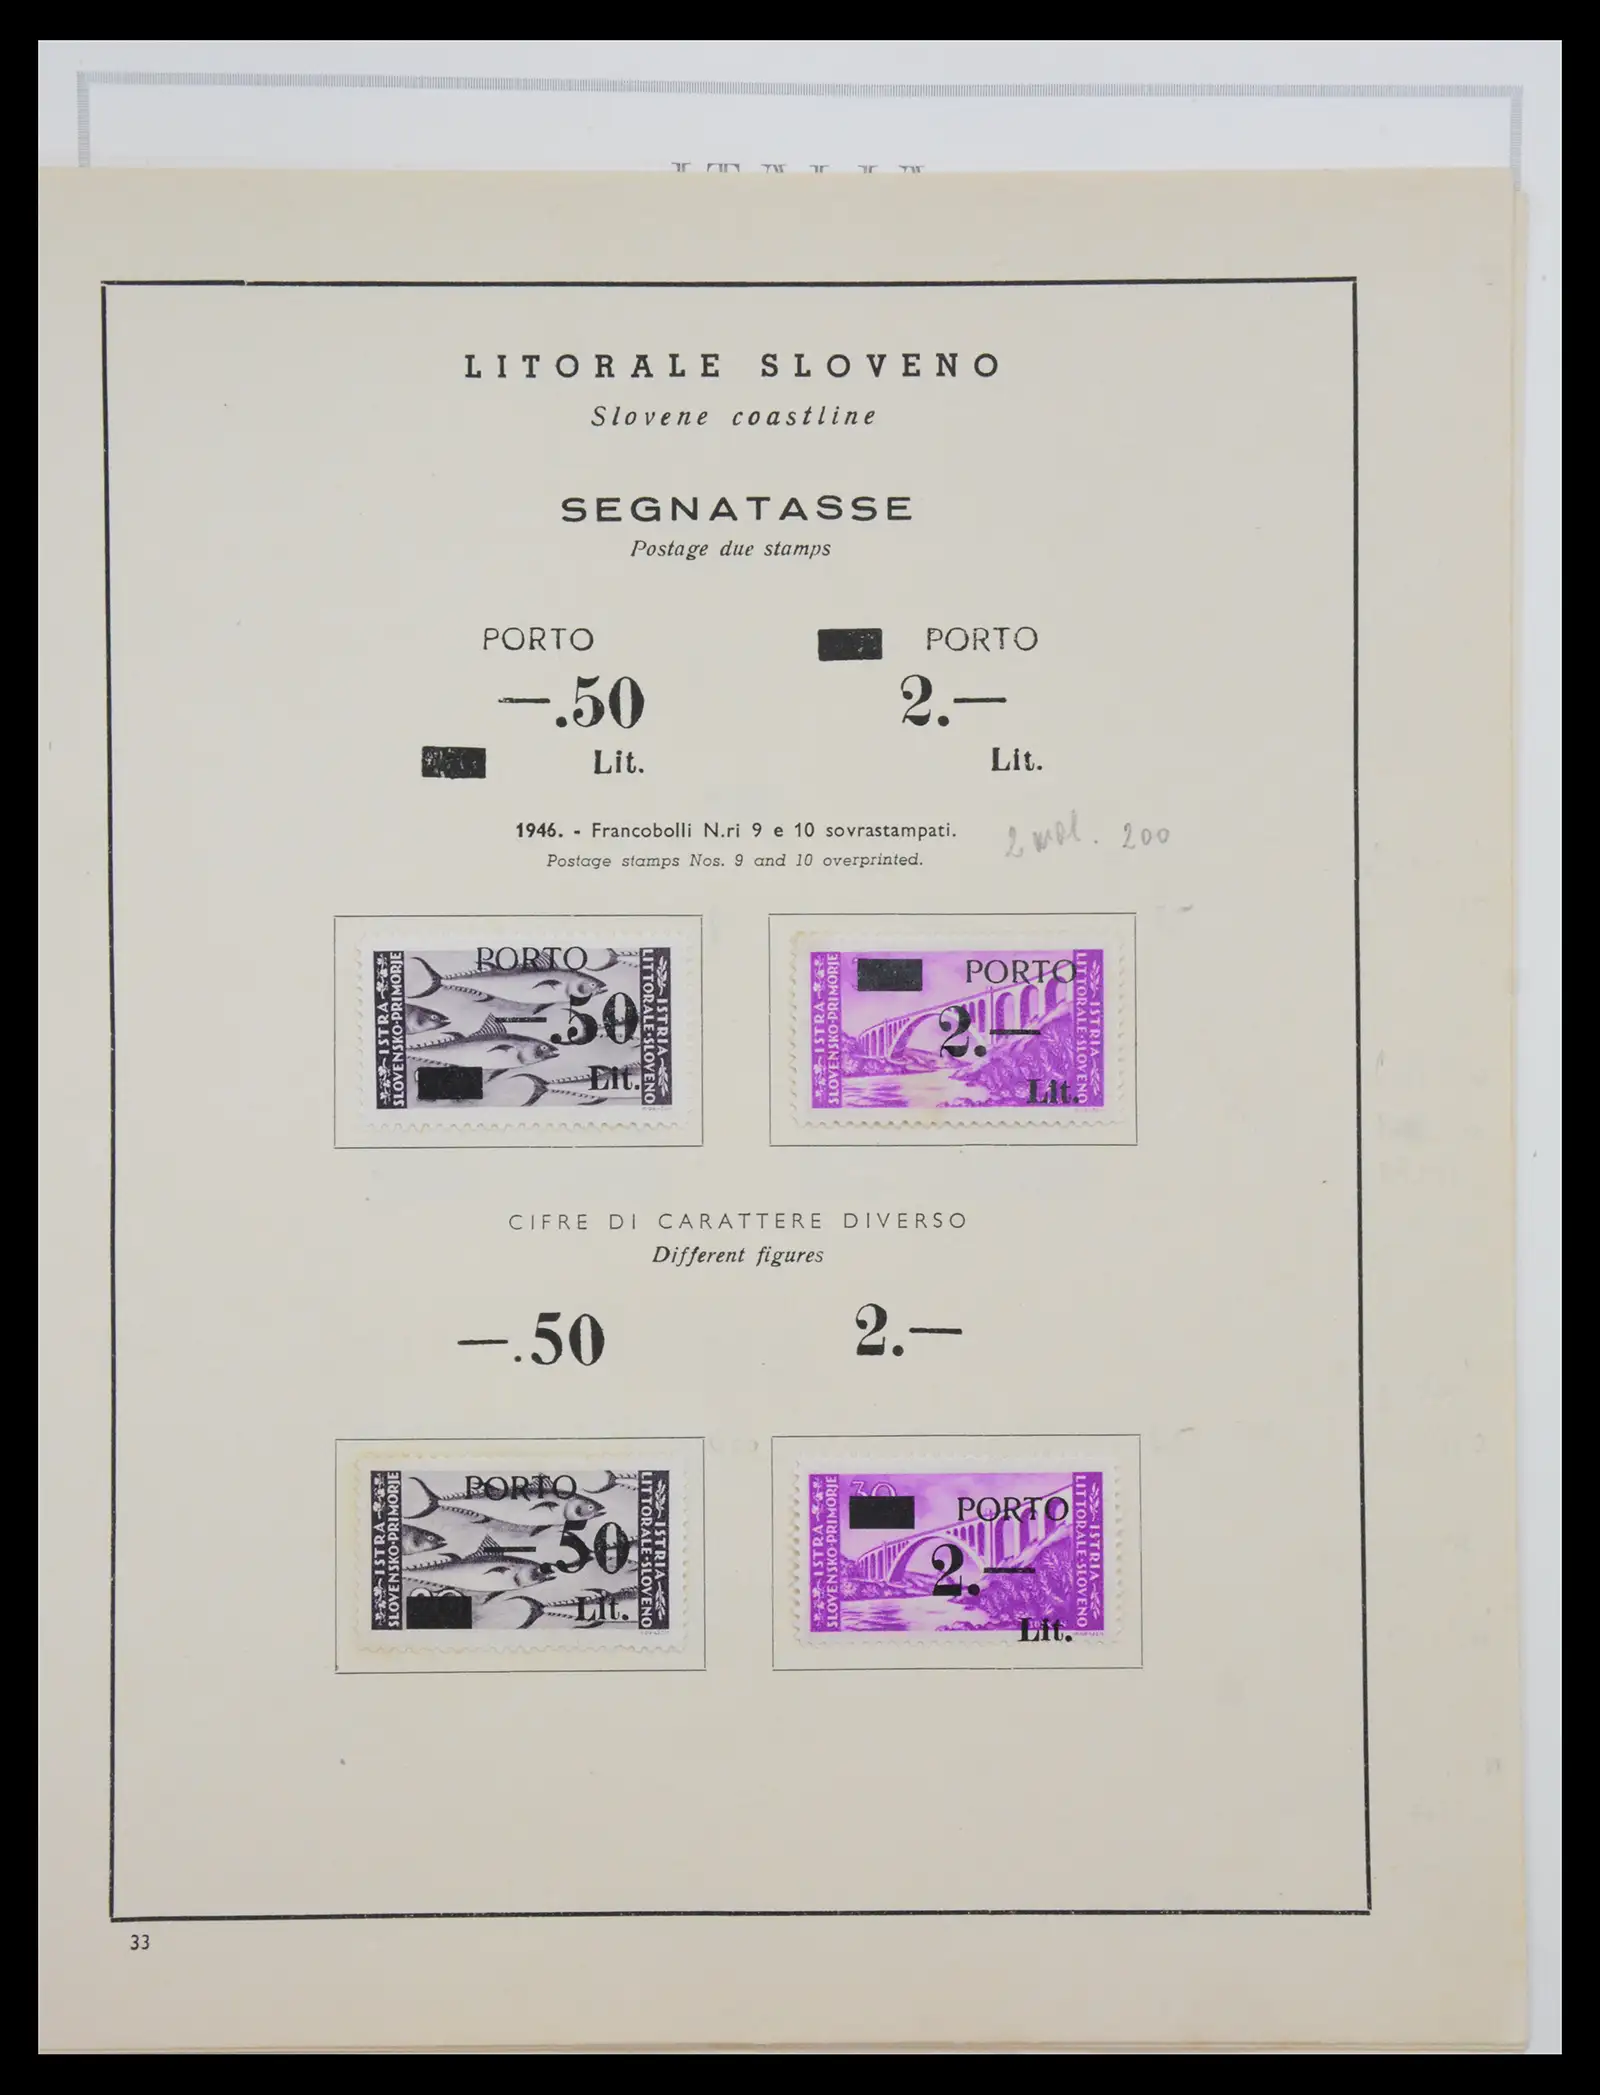 ITALIA
LITORALE SLOVENO
Slovene coastline
SEGNATASSE
Postage due stamps
PORTO PORTO
—.50 2.—
Lit. Lit.
1946. - Francobolli N.ri 9 e 10 sovrastampati.
Postage stamps Nos. 9 and 10 overprinted.
200
ISTRA
SLOVENSKO-PRIMORJE
PORTO
—.50
Lit.
LITTORALE·SLOVENO
ISTRIA
ISTRA
SLOVENSKO-PRIMORJE
PORTO
2.—
Lit.
LITTORALE·SLOVENO
ISTRIA
CIFRE DI CARATTERE DIVERSO
Different figures
—.50 2.—
ISTRA
SLOVENSKO-PRIMORJE
PORTO
—.50
Lit.
LITTORALE·SLOVENO
ISTRIA
30
ISTRA
SLOVENSKO-PRIMORJE
PORTO
2.—
Lit.
LITTORALE·SLOVENO
ISTRIA
33